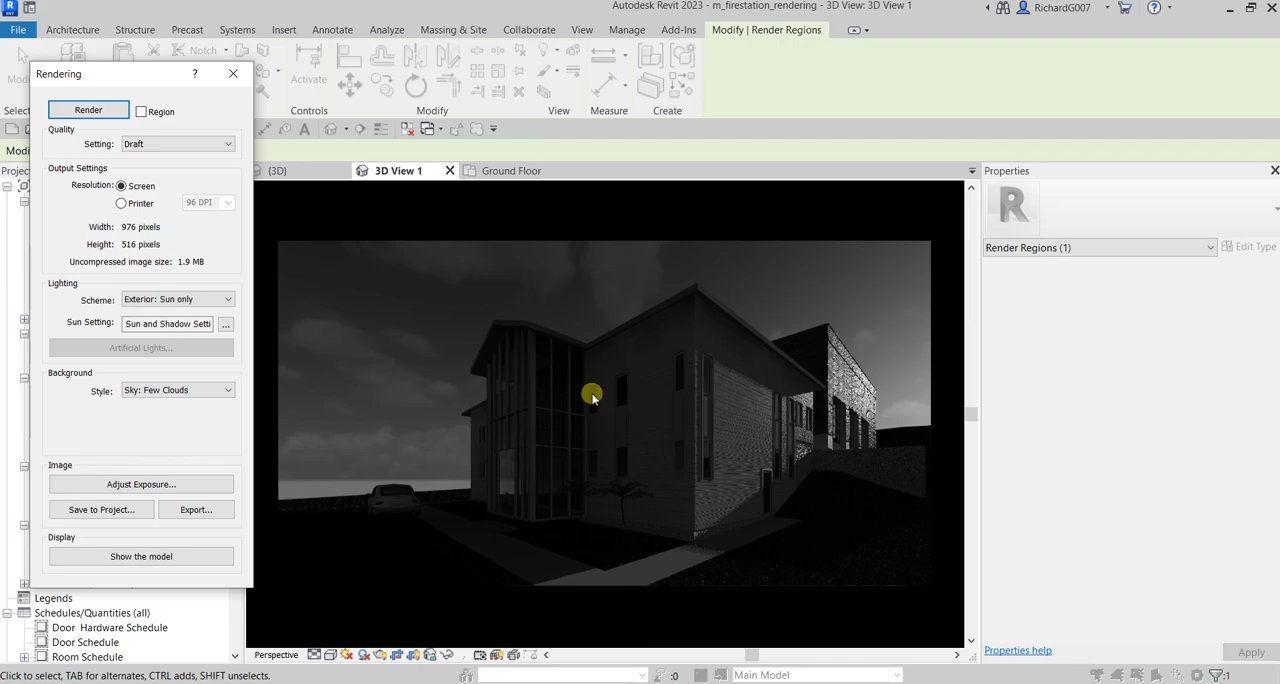 Autodesk Revit 2023 - m_firestation_rendering - 3D View: 3D View 1
RichardG007
File Architecture Structure Precast Systems Insert Annotate Analyze Massing & Site Collaborate View Manage Add-Ins Modify | Render Regions
Notch
Activate
Select
Controls
Modify
View
Measure
Create
Modi
Projec
Rendering
?
Render
Region
Quality
Setting: Draft
Output Settings
Resolution: Screen
Printer
96 DPI
Width: 976 pixels
Height: 516 pixels
Uncompressed image size: 1.9 MB
Lighting
Scheme: Exterior: Sun only
Sun Setting: Sun and Shadow Setti ...
Artificial Lights...
Background
Style: Sky: Few Clouds
Image
Adjust Exposure...
Save to Project... Export...
Display
Show the model
Legends
Schedules/Quantities (all)
Door Hardware Schedule
Door Schedule
Room Schedule
{3D}
3D View 1
Ground Floor
Perspective
Properties
R
Render Regions (1)
Edit Type
Properties help
Apply
Click to select, TAB for alternates, CTRL adds, SHIFT unselects.
:0
Main Model
:1